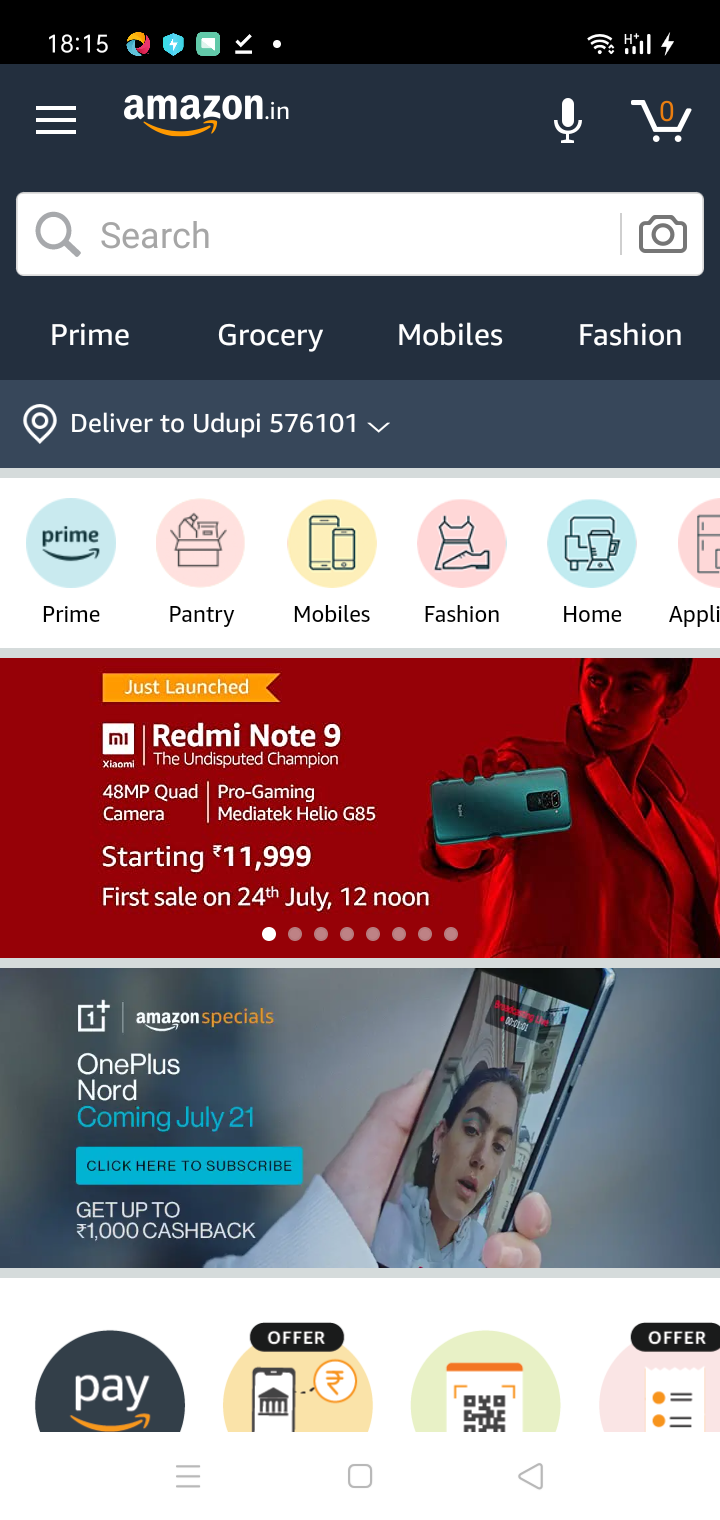 18:15
H+
amazon.in
0
Search
Prime Grocery Mobiles Fashion
Deliver to Udupi 576101
prime
Prime Pantry Mobiles Fashion Home Appli
Just Launched
mi
Xiaomi
Redmi Note 9
The Undisputed Champion
48MP Quad
Camera
Pro-Gaming
Mediatek Helio G85
Starting ₹11,999
First sale on 24th July, 12 noon
1+ amazonspecials
OnePlus
Nord
Coming July 21
CLICK HERE TO SUBSCRIBE
GET UP TO
₹1,000 CASHBACK
00:01:01
OFFER OFFER
pay
₹